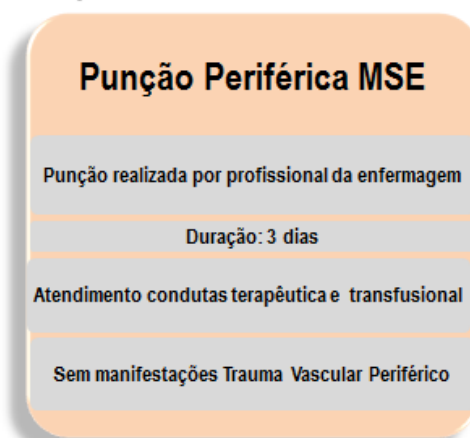 Punção Periférica MSE
Punção realizada por profissional da enfermagem
Duração: 3 dias
Atendimento condutas terapêutica e transfusional
Sem manifestações Trauma Vascular Periférico